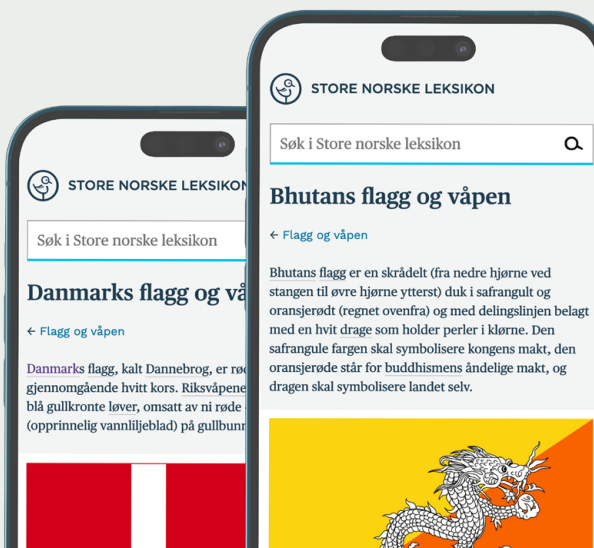 STORE NORSKE LEKSIKON
Søk i Store norske leksikon
Danmarks flagg og vå
← Flagg og våpen
Danmarks flagg, kalt Dannebrog, er rø
gjennomgående hvitt kors. Riksvåpene
blå gullkronte løver, omsatt av ni røde
(opprinnelig vannliljeblad) på gullbunn
STORE NORSKE LEKSIKON
Søk i Store norske leksikon
Bhutans flagg og våpen
← Flagg og våpen
Bhutans flagg er en skrådelt (fra nedre hjørne ved
stangen til øvre hjørne ytterst) duk i safrangult og
oransjerødt (regnet ovenfra) og med delingslinjen belagt
med en hvit drage som holder perler i klørne. Den
safrangule fargen skal symbolisere kongens makt, den
oransjerøde står for buddhismens åndelige makt, og
dragen skal symbolisere landet selv.